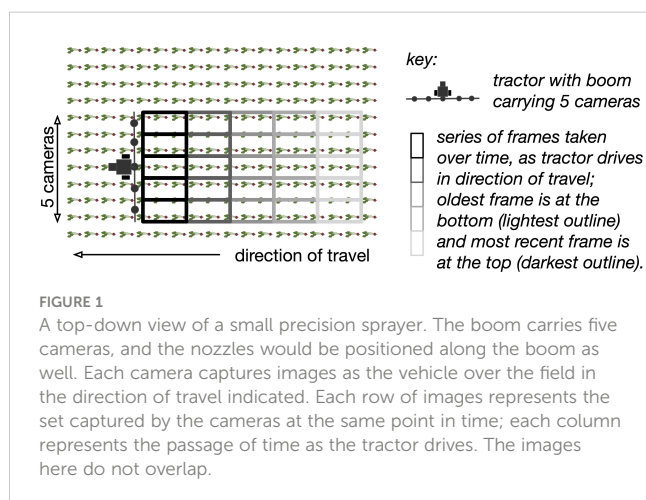 5 cameras
direction of travel
key:
tractor with boom
carrying 5 cameras
series of frames taken
over time, as tractor drives
in direction of travel;
oldest frame is at the
bottom (lightest outline)
and most recent frame is
at the top (darkest outline).
FIGURE 1
A top-down view of a small precision sprayer. The boom carries five
cameras, and the nozzles would be positioned along the boom as
well. Each camera captures images as the vehicle over the field in
the direction of travel indicated. Each row of images represents the
set captured by the cameras at the same point in time; each column
represents the passage of time as the tractor drives. The images
here do not overlap.